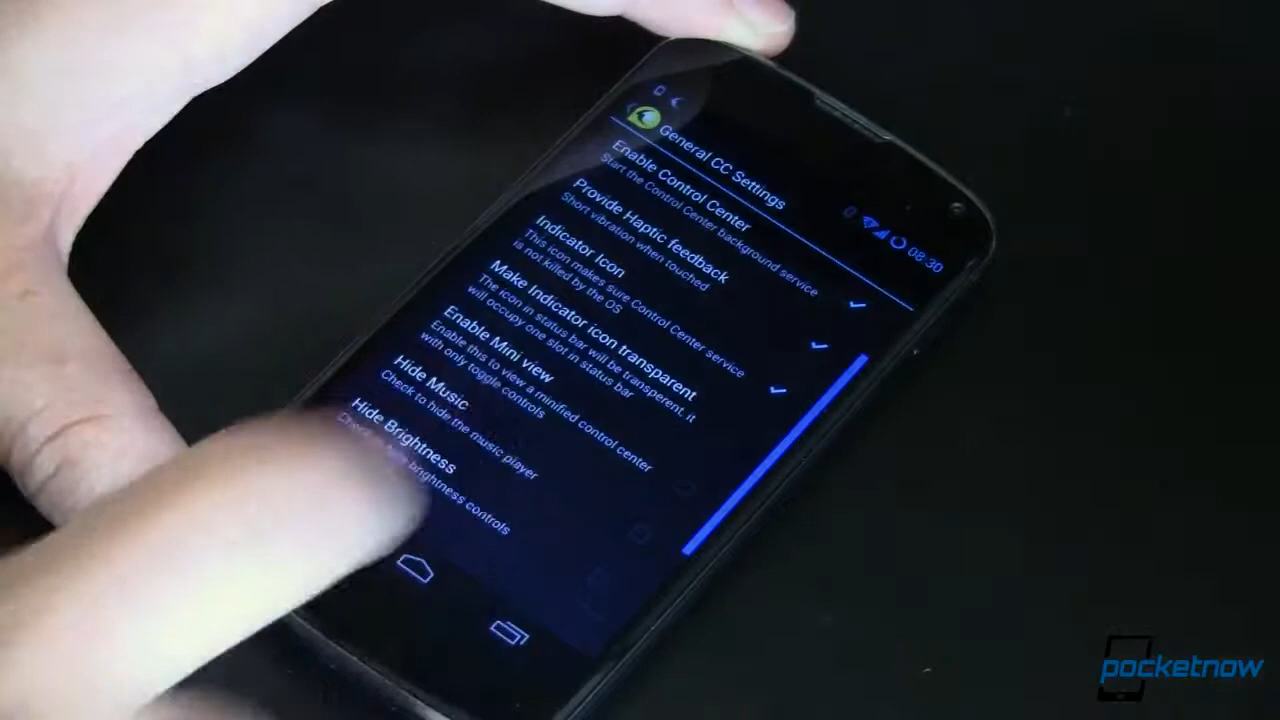 08:30
General CC Settings
Enable Control Center
Start the Control Center background service
Provide Haptic feedback
Short vibration when touched
Indicator Icon
This icon makes sure Control Center service
is not killed by the OS
Make Indicator icon transparent
The icon in status bar will be transperent, it
will occupy one slot in status bar
Enable Mini view
Enable this to view a minified control center
with only toggle controls
Hide Music
Check to hide the music player
Hide Brightness
brightness controls
pocketnow